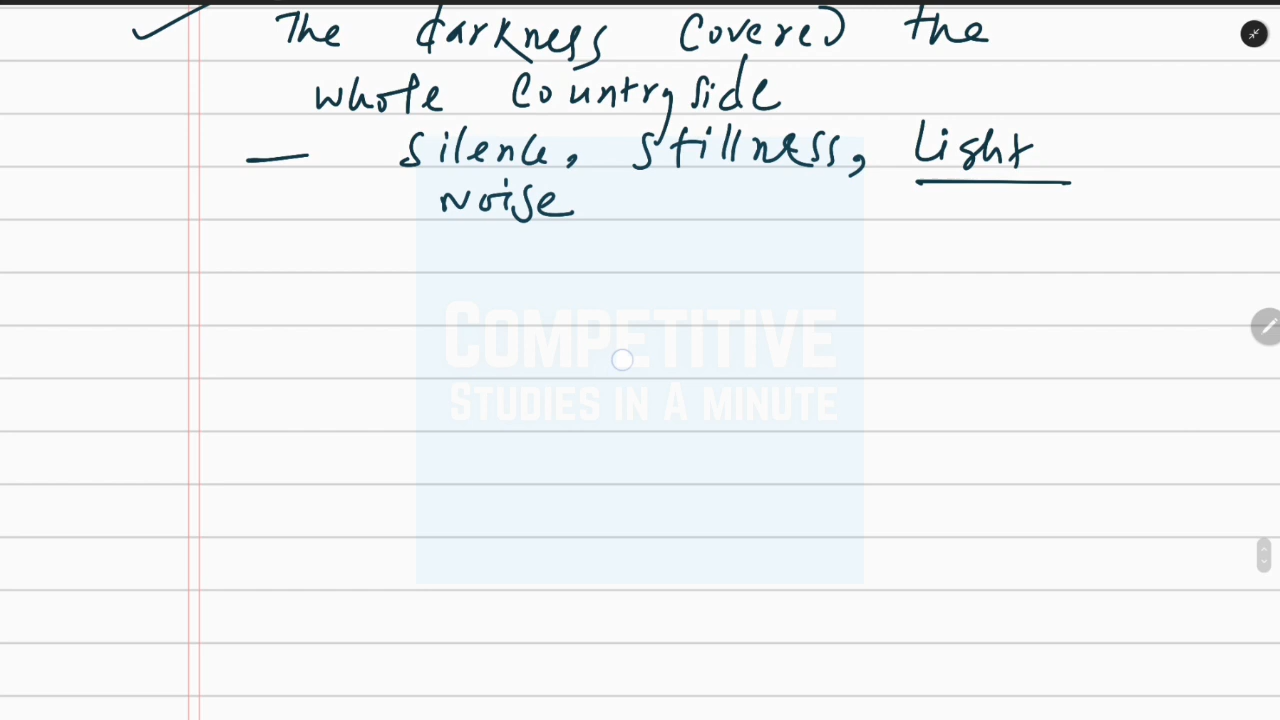 The darkness covered the
whole countryside
— silence, stillness, Light
noise
COMPETITIVE
STUDIES IN A MINUTE